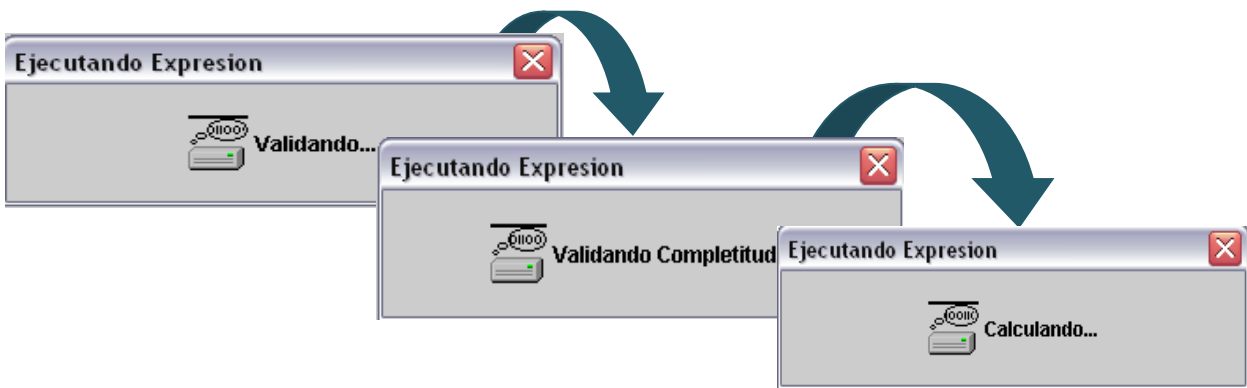 Ejecutando Expresion
Validando...
Ejecutando Expresion
Validando Completitud
Ejecutando Expresion
Calculando...